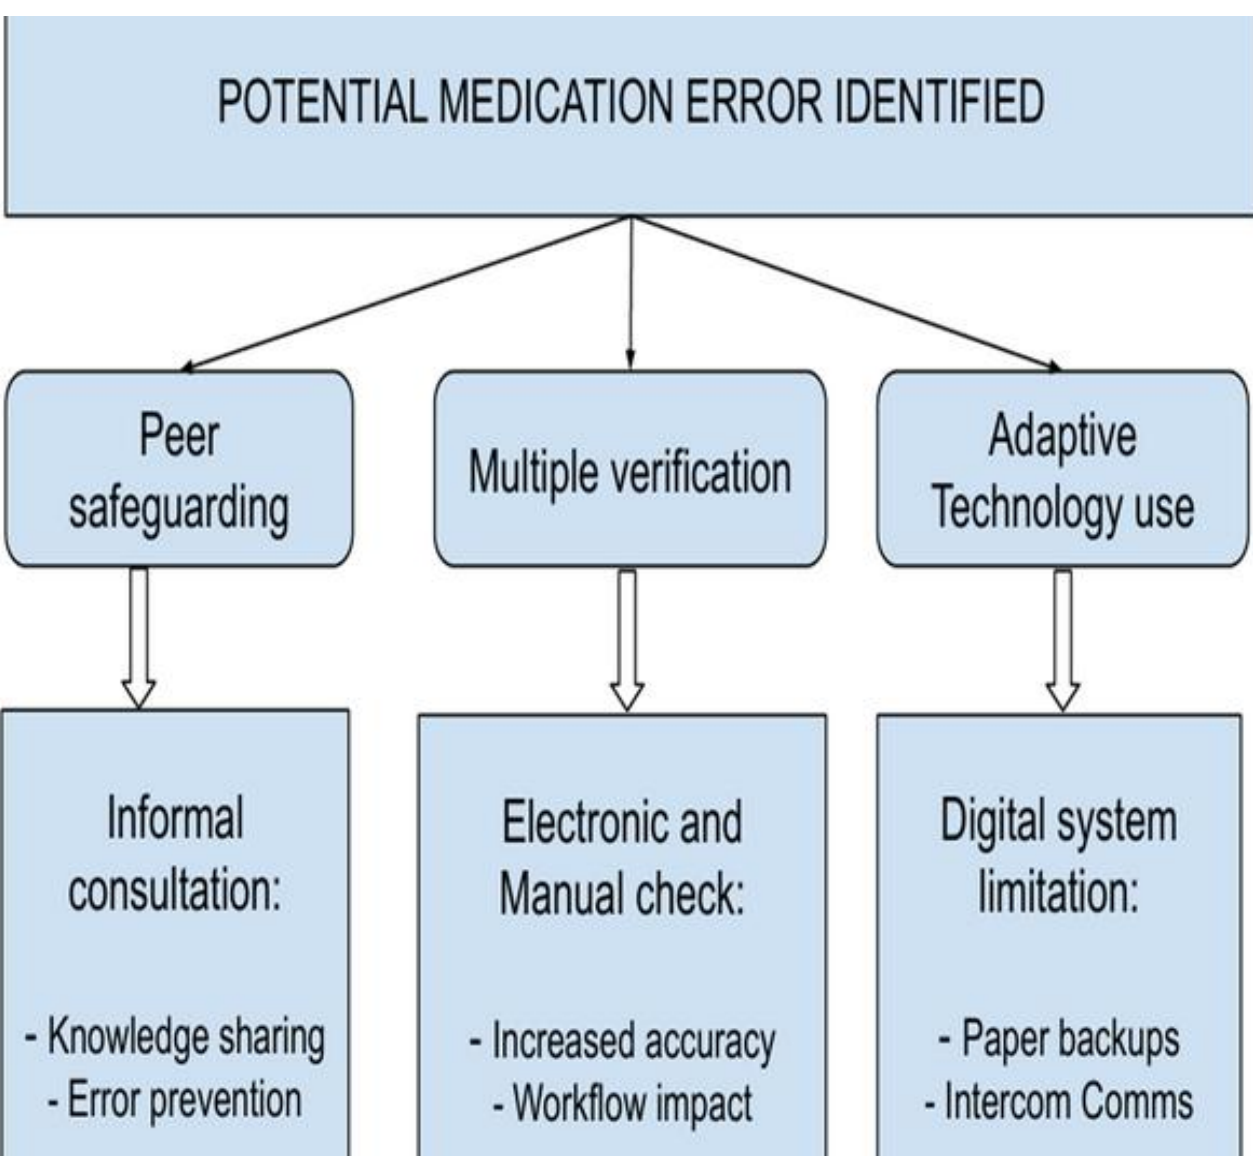 POTENTIAL MEDICATION ERROR IDENTIFIED
Peer
safeguarding
Multiple verification
Adaptive
Technology use
Informal
consultation:
- Knowledge sharing
- Error prevention
Electronic and
Manual check:
- Increased accuracy
- Workflow impact
Digital system
limitation:
- Paper backups
- Intercom Comms